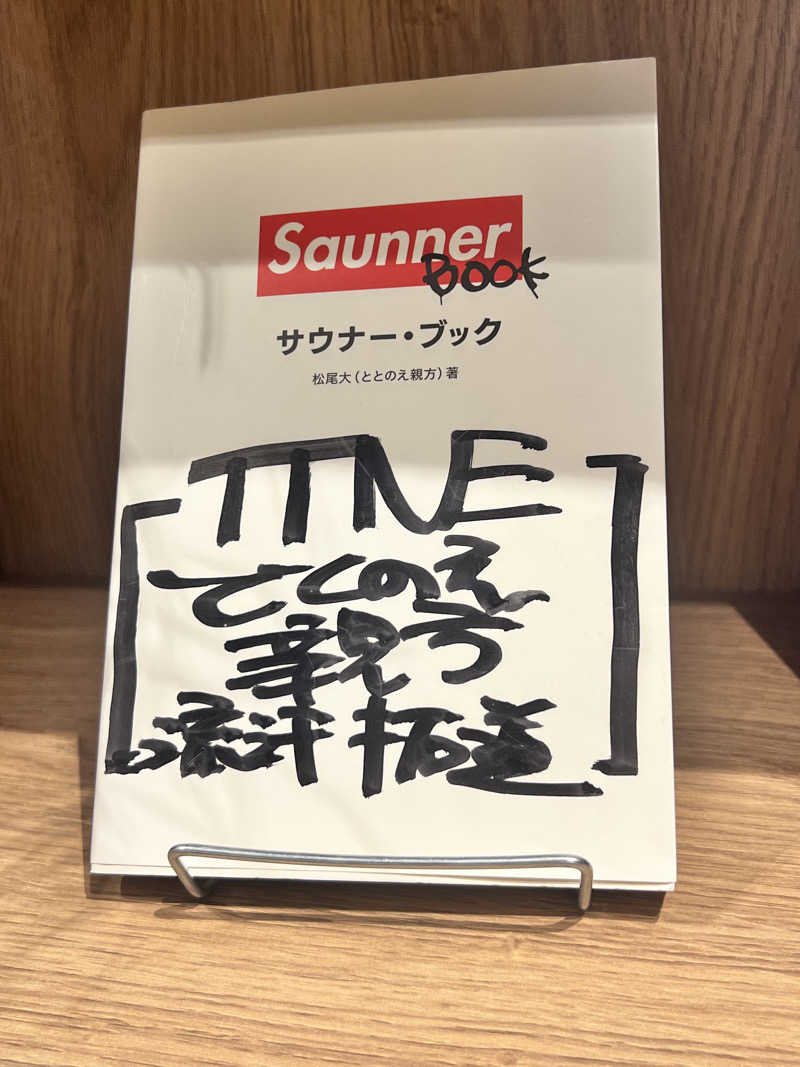 Saunner
BOOK
サウナー・ブック
松尾大(ととのえ親方)著
TTNE
ととのえ
親方